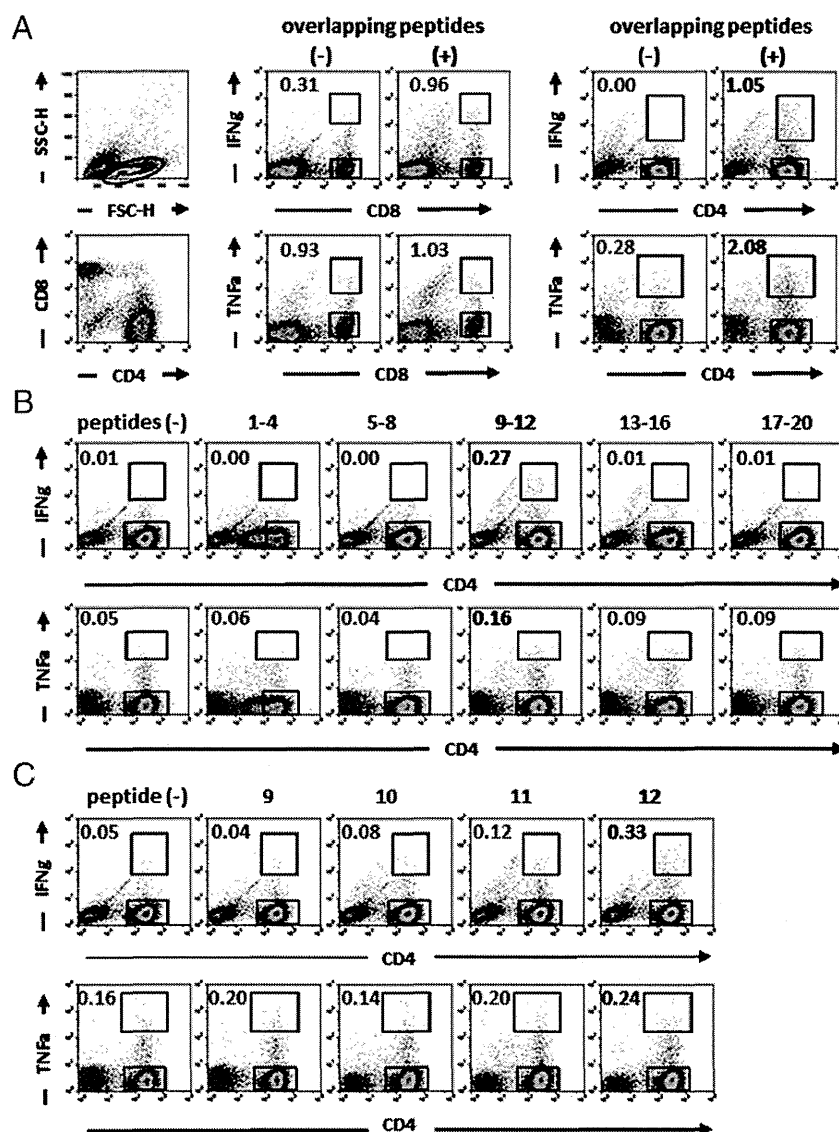 A
overlapping peptides overlapping peptides
(-) (+) (-) (+)
SSC-H
FSC-H
IFNg
0.31 0.96
CD8
IFNg
0.00 1.05
CD4
CD8
CD4
TNFa
0.93 1.03
CD8
TNFa
0.28 2.08
CD4
B
peptides (-) 1-4 5-8 9-12 13-16 17-20
IFNg
0.01 0.00 0.00 0.27 0.01 0.01
CD4
TNFa
0.05 0.06 0.04 0.16 0.09 0.09
CD4
C
peptide (-) 9 10 11 12
IFNg
0.05 0.04 0.08 0.12 0.33
CD4
TNFa
0.16 0.20 0.14 0.20 0.24
CD4